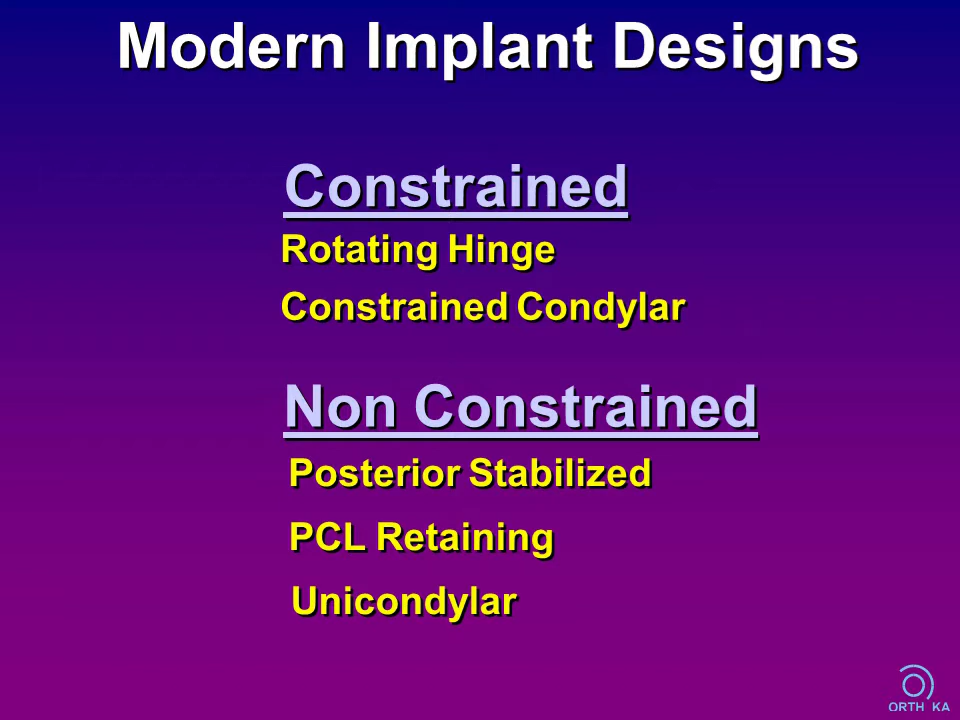 Modern Implant Designs
Constrained
Rotating Hinge
Constrained Condylar
Non Constrained
Posterior Stabilized
PCL Retaining
Unicondylar
ORTH KA